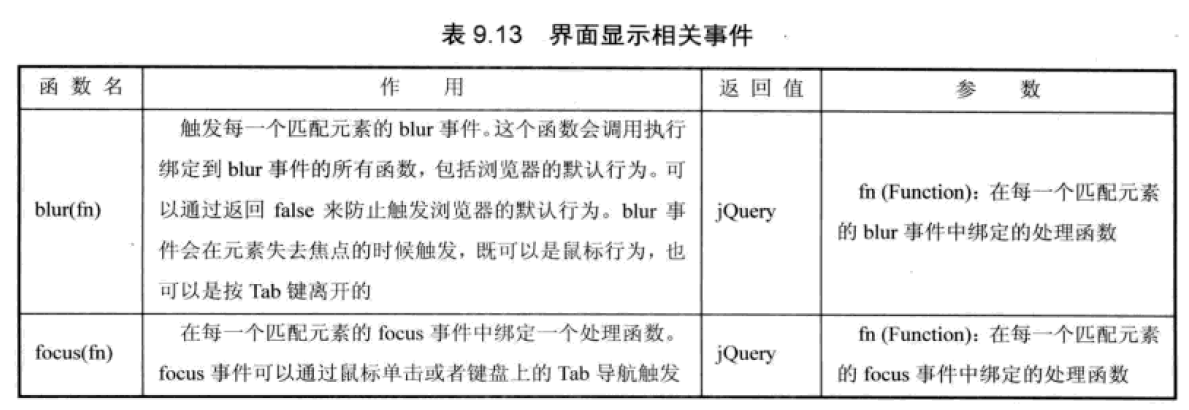 表 9.13 界面显示相关事件
函 数 名 作 用 返 回 值 参 数
blur(fn)
触发每一个匹配元素的 blur 事件。这个函数会调用执行
绑定到 blur 事件的所有函数，包括浏览器的默认行为。可
以通过返回 false 来防止触发浏览器的默认行为。blur 事
件会在元素失去焦点的时候触发，既可以是鼠标行为，也
可以是按 Tab 键离开的
jQuery
fn (Function)：在每一个匹配元素
的 blur 事件中绑定的处理函数
focus(fn)
在每一个匹配元素的 focus 事件中绑定一个处理函数。
focus 事件可以通过鼠标单击或者键盘上的 Tab 导航触发
jQuery
fn (Function)：在每一个匹配元素
的 focus 事件中绑定的处理函数